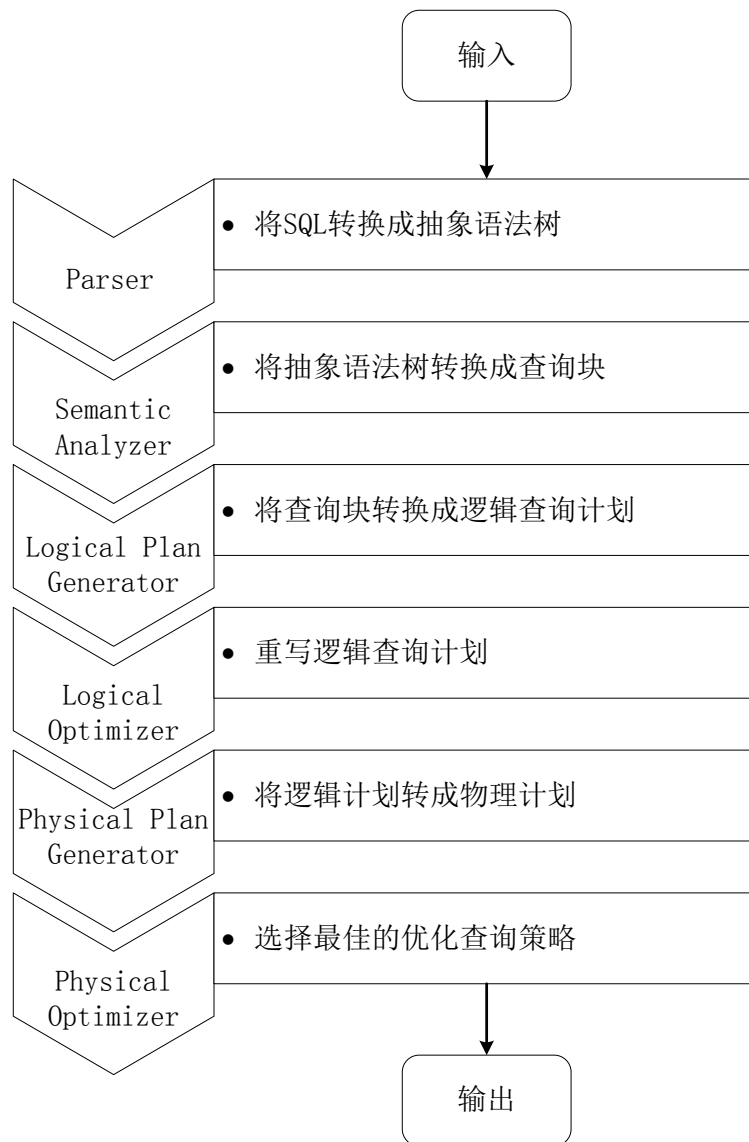 输入
• 将SQL转换成抽象语法树
Parser
• 将抽象语法树转换成查询块
Semantic
Analyzer
• 将查询块转换成逻辑查询计划
Logical Plan
Generator
• 重写逻辑查询计划
Logical
Optimizer
• 将逻辑计划转成物理计划
Physical Plan
Generator
• 选择最佳的优化查询策略
Physical
Optimizer
输出